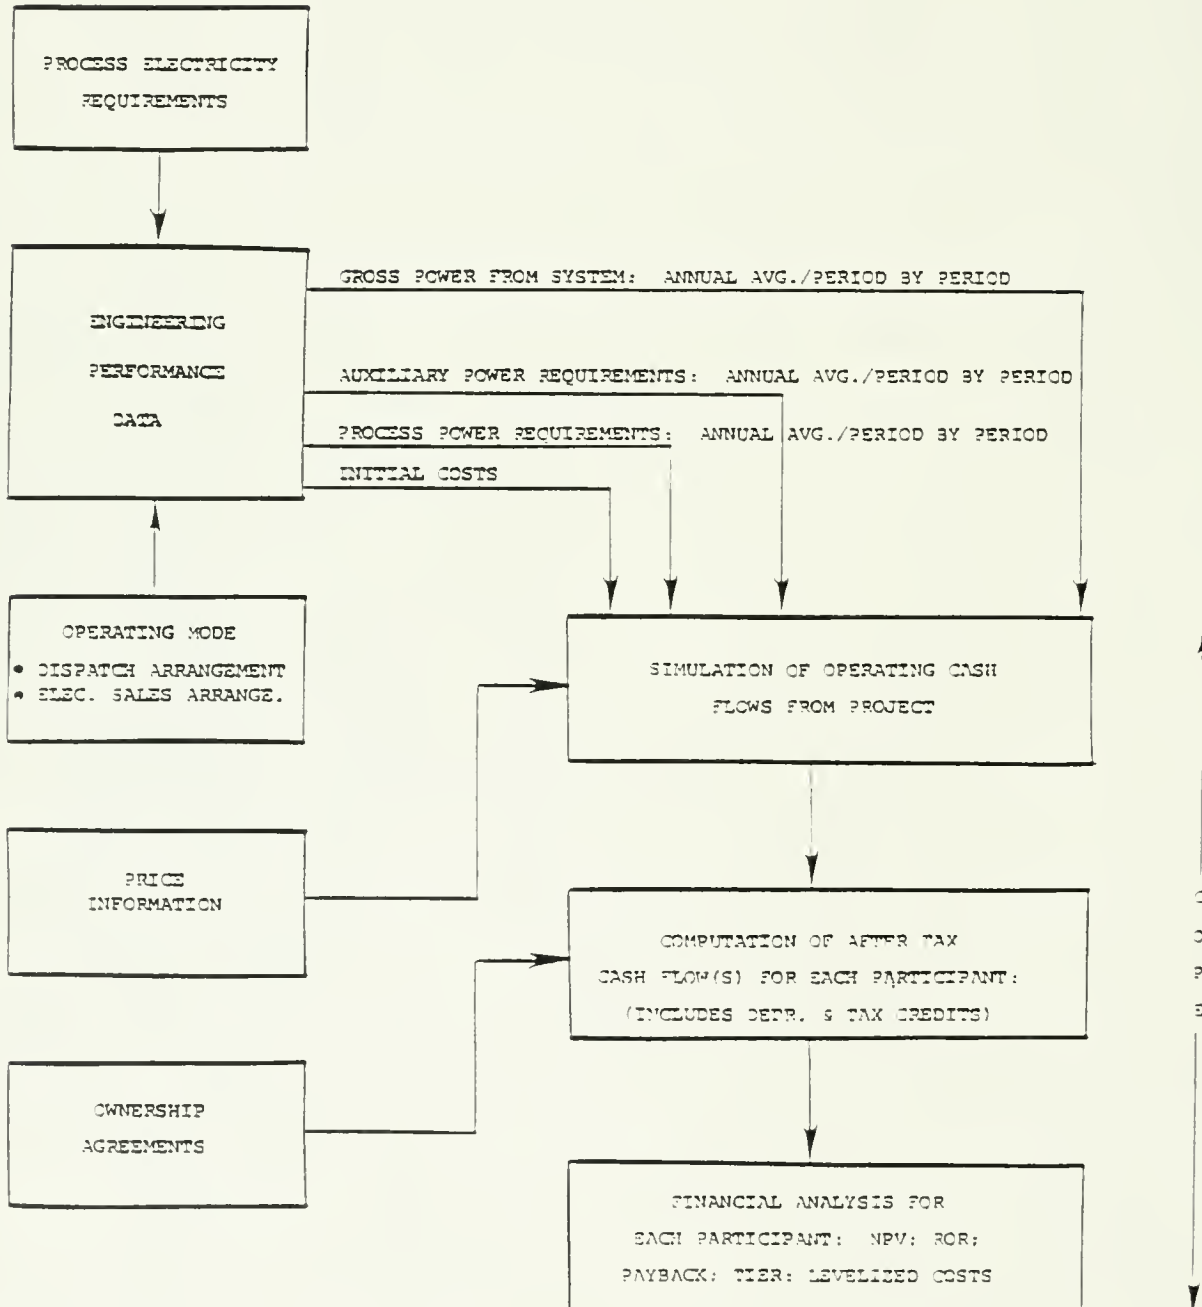 PROCESS ELECTRICITY
REQUIREMENTS
GROSS POWER FROM SYSTEM: ANNUAL AVG./PERIOD BY PERIOD
ENGINEERING
PERFORMANCE
DATA
AUXILIARY POWER REQUIREMENTS: ANNUAL AVG./PERIOD BY PERIOD
PROCESS POWER REQUIREMENTS: ANNUAL AVG./PERIOD BY PERIOD
INITIAL COSTS
OPERATING MODE
• DISPATCH ARRANGEMENT
• ELEC. SALES ARRANGE.
SIMULATION OF OPERATING CASH
FLOWS FROM PROJECT
PRICE
INFORMATION
COMPUTATION OF AFTER TAX
CASH FLOW(S) FOR EACH PARTICIPANT:
(INCLUDES DEPR. & TAX CREDITS)
OWNERSHIP
AGREEMENTS
FINANCIAL ANALYSIS FOR
EACH PARTICIPANT: NPV; ROR;
PAYBACK; TIER; LEVELIZED COSTS
C
O
P
E